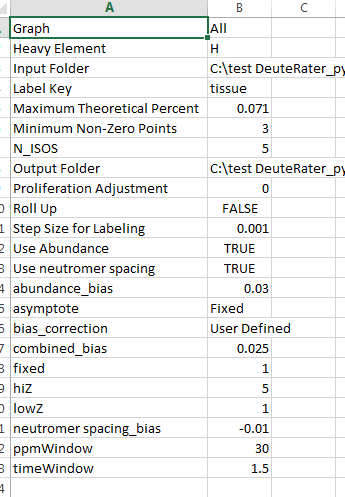 A B C
Graph All
Heavy Element H
Input Folder C:\test DeuteRater_py
Label Key tissue
Maximum Theoretical Percent 0.071
Minimum Non-Zero Points 3
N_ISOS 5
Output Folder C:\test DeuteRater_py
Proliferation Adjustment 0
0 Roll Up FALSE
1 Step Size for Labeling 0.001
2 Use Abundance TRUE
3 Use neutromer spacing TRUE
4 abundance_bias 0.03
5 asymptote Fixed
6 bias_correction User Defined
7 combined_bias 0.025
8 fixed 1
9 hiZ 5
0 lowZ 1
1 neutromer spacing_bias -0.01
2 ppmWindow 30
3 timeWindow 1.5
4